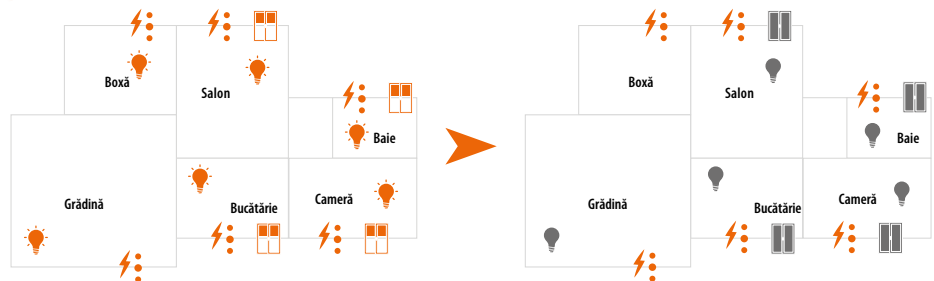 Boxă
Salon
Baie
Grădină
Bucătărie
Cameră
Boxă
Salon
Baie
Grădină
Bucătărie
Cameră